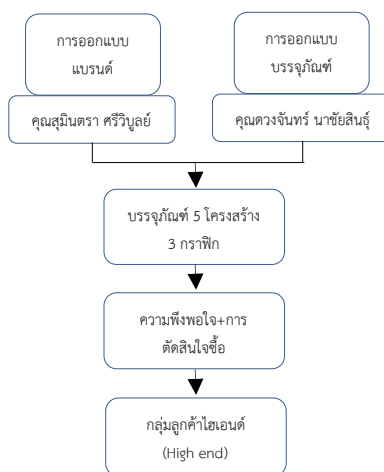 การออกแบบ
แบรนด์
การออกแบบ
บรรจุภัณฑ์
คุณสุมินตรา ศรีวิบูลย์
คุณดวงจันทร์ นาชัยสินธุ์
บรรจุภัณฑ์ 5 โครงสร้าง
3 กราฟิก
ความพึงพอใจ+การ
ตัดสินใจซื้อ
กลุ่มลูกค้าไฮเอนด์
(High end)